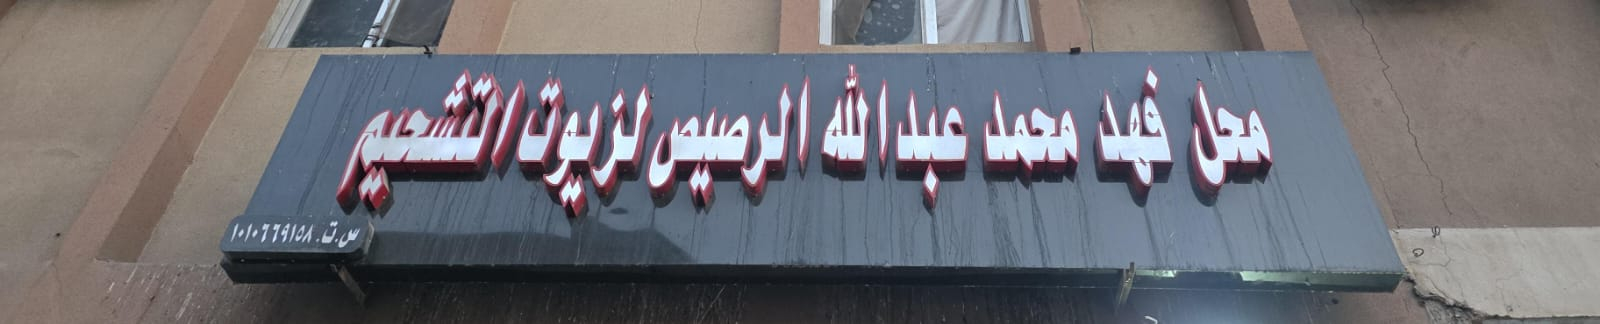 محل فهد محمد عبدالله الرصيص لزيوت التشحيم
س.ت. ١٠١٠٦٦٩١٥٨